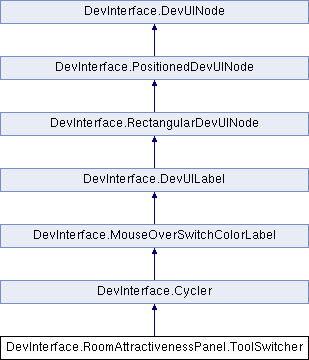 DevInterface.DevUINode
DevInterface.PositionedDevUINode
DevInterface.RectangularDevUINode
DevInterface.DevUILabel
DevInterface.MouseOverSwitchColorLabel
DevInterface.Cycler
DevInterface.RoomAttractivenessPanel.ToolSwitcher